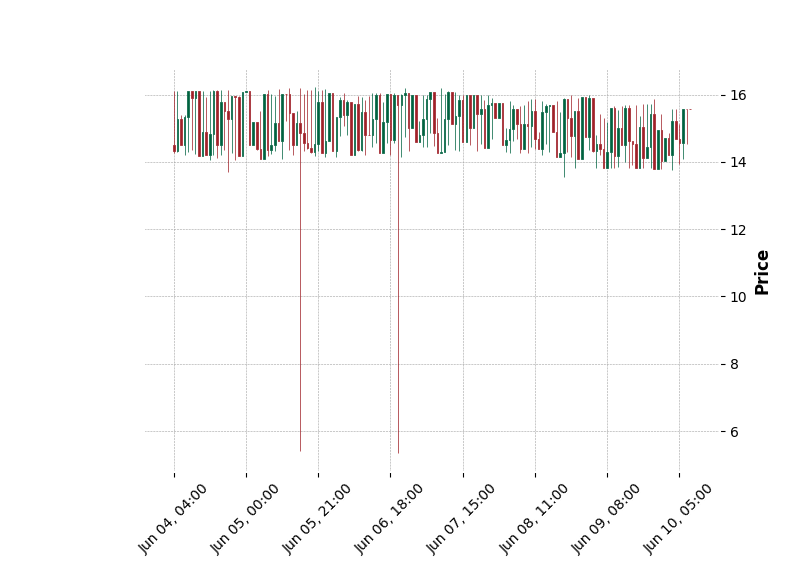 16
14
12
10
8
6
Price
Jun 04, 04:00
Jun 05, 00:00
Jun 05, 21:00
Jun 06, 18:00
Jun 07, 15:00
Jun 08, 11:00
Jun 09, 08:00
Jun 10, 05:00